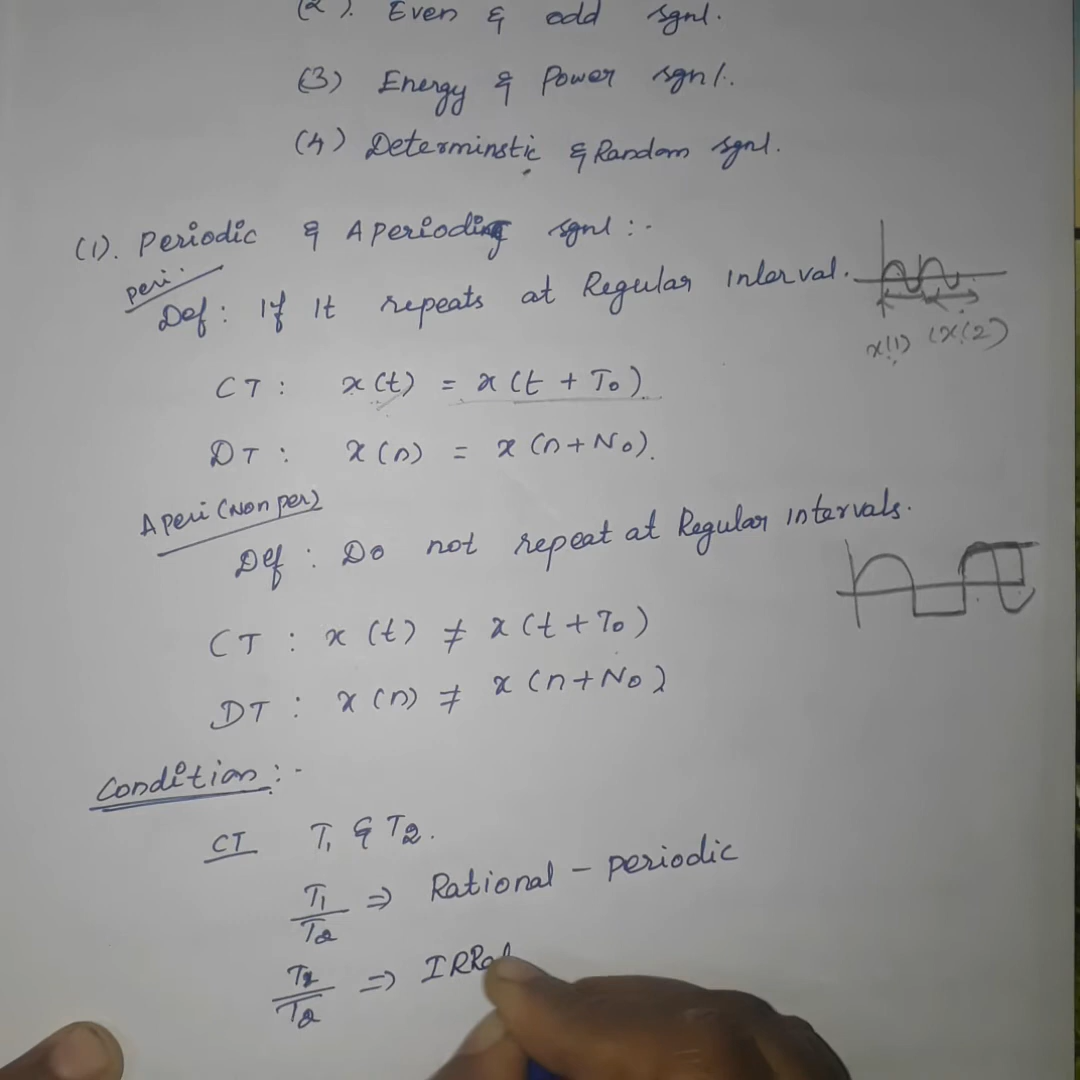 (2). Even & odd sgnl.
(3) Energy & Power sgnl.
(4) Determinstic & Random sgnl.
(1). Periodic & Aperioding sgnl :-
peri:
Def : If It repeats at Regular Interval.
x(1) (x(2)
CT : x(t) = x(t + T0)
DT : x(n) = x(n+N0).
Aperi (Non per)
Def : Do not repeat at Regular intervals.
CT : x(t) ≠ x(t+T0)
DT : x(n) ≠ x(n+N0)
Condition :-
CT T1 & T2.
T1/T2 ⇒ Rational - periodic
T1/T2 ⇒ IRRa